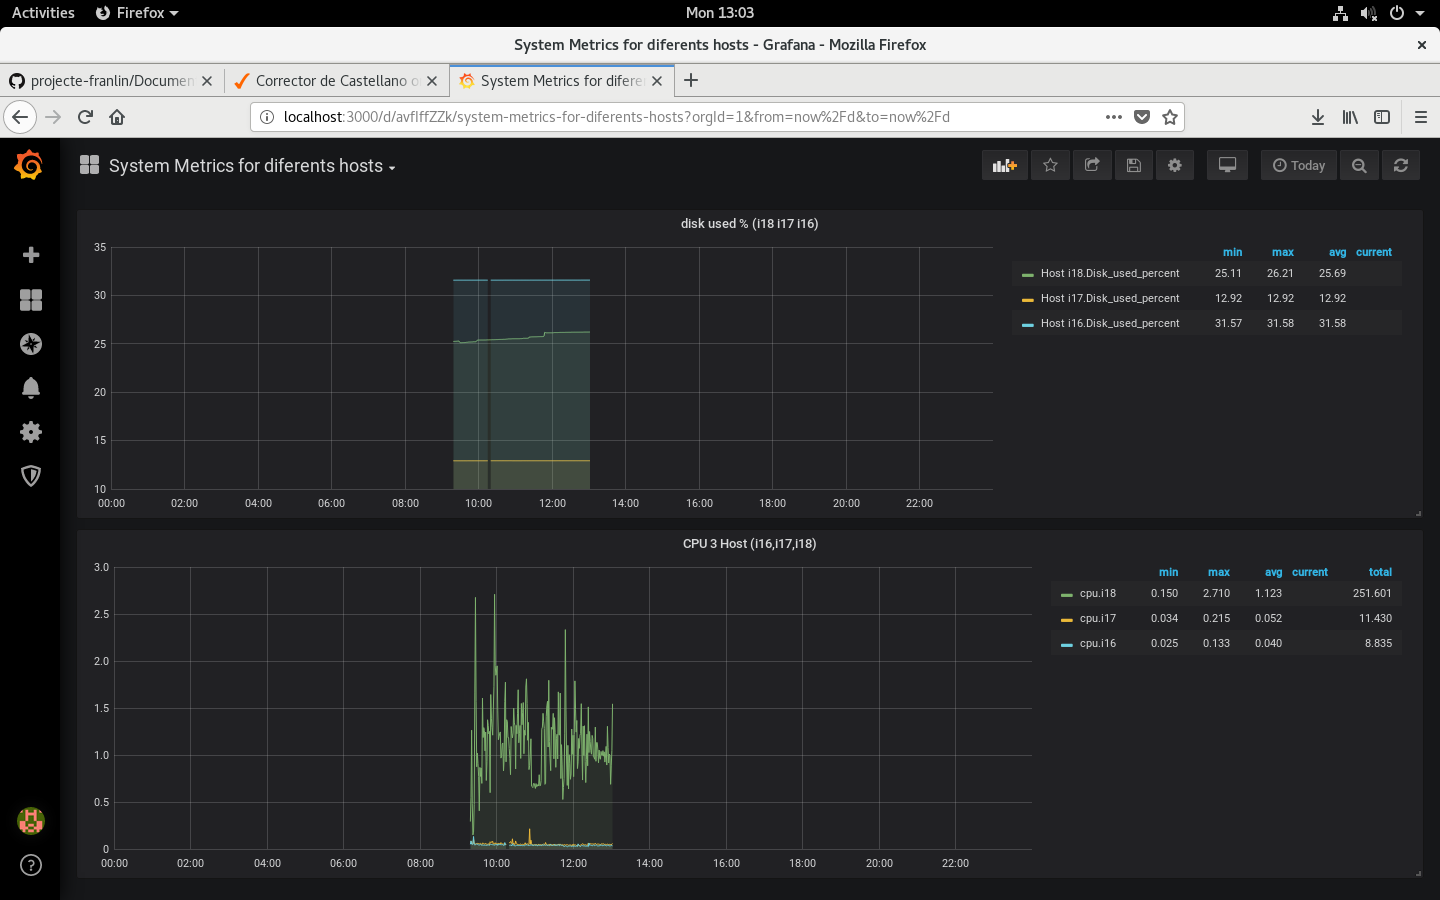 Activities Firefox Mon 13:03
System Metrics for diferents hosts - Grafana - Mozilla Firefox
projecte-franlin/Documen Corrector de Castellano o System Metrics for difere
localhost:3000/d/avfIffZZk/system-metrics-for-diferents-hosts?orgId=1&from=now%2Fd&to=now%2Fd
System Metrics for diferents hosts Today
disk used % (i18 i17 i16)
35
30
25
20
15
10
00:00 02:00 04:00 06:00 08:00 10:00 12:00 14:00 16:00 18:00 20:00 22:00
min max avg current
Host i18.Disk_used_percent 25.11 26.21 25.69
Host i17.Disk_used_percent 12.92 12.92 12.92
Host i16.Disk_used_percent 31.57 31.58 31.58
CPU 3 Host (i16,i17,i18)
3.0
2.5
2.0
1.5
1.0
0.5
0
00:00 02:00 04:00 06:00 08:00 10:00 12:00 14:00 16:00 18:00 20:00 22:00
min max avg current total
cpu.i18 0.150 2.710 1.123 251.601
cpu.i17 0.034 0.215 0.052 11.430
cpu.i16 0.025 0.133 0.040 8.835